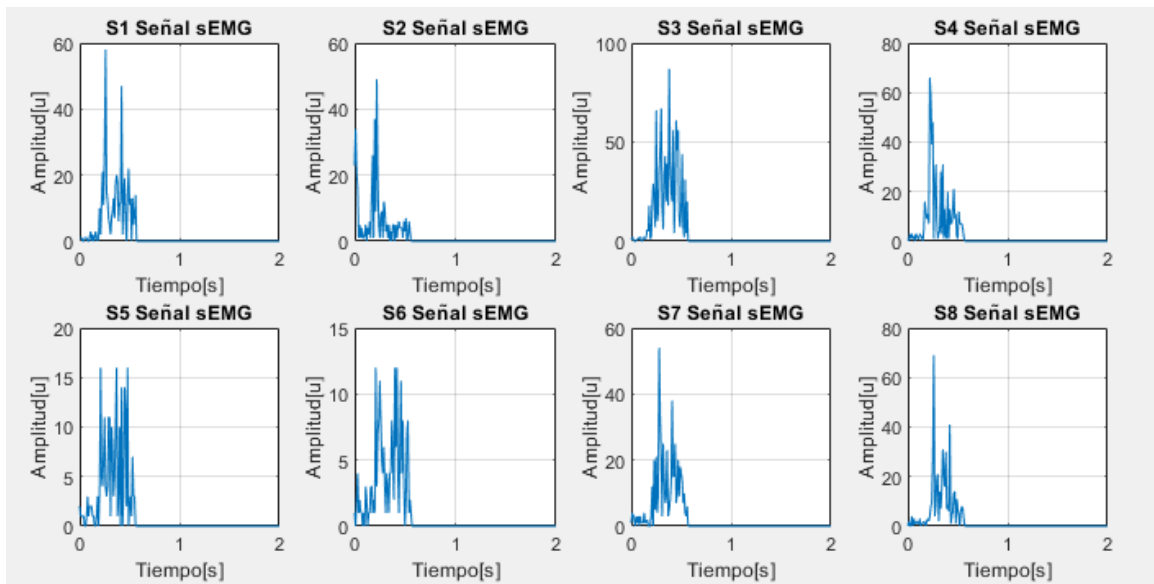 S1 Señal sEMG
60
40
20
0
Amplitud[u]
0 1 2
Tiempo[s]
S2 Señal sEMG
60
40
20
0
Amplitud[u]
0 1 2
Tiempo[s]
S3 Señal sEMG
100
50
0
Amplitud[u]
0 1 2
Tiempo[s]
S4 Señal sEMG
80
60
40
20
0
Amplitud[u]
0 1 2
Tiempo[s]
S5 Señal sEMG
20
15
10
5
0
Amplitud[u]
0 1 2
Tiempo[s]
S6 Señal sEMG
15
10
5
0
Amplitud[u]
0 1 2
Tiempo[s]
S7 Señal sEMG
60
40
20
0
Amplitud[u]
0 1 2
Tiempo[s]
S8 Señal sEMG
80
60
40
20
0
Amplitud[u]
0 1 2
Tiempo[s]